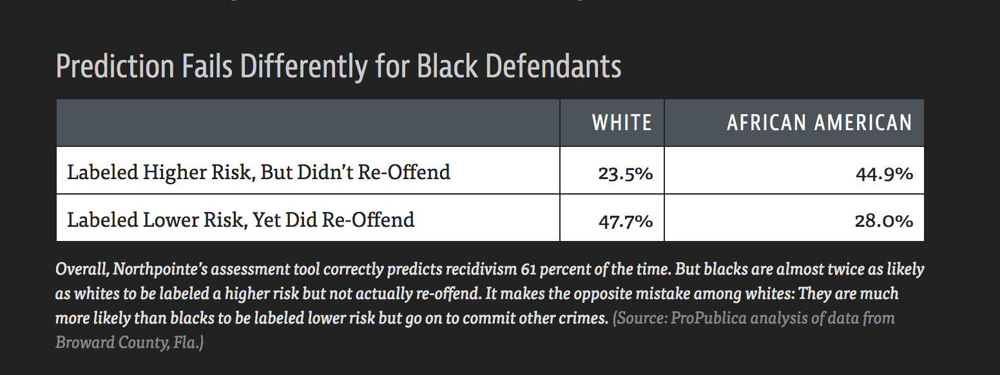 Prediction Fails Differently for Black Defendants
WHITE AFRICAN AMERICAN
Labeled Higher Risk, But Didn’t Re-Offend 23.5% 44.9%
Labeled Lower Risk, Yet Did Re-Offend 47.7% 28.0%
Overall, Northpointe’s assessment tool correctly predicts recidivism 61 percent of the time. But blacks are almost twice as likely
as whites to be labeled a higher risk but not actually re-offend. It makes the opposite mistake among whites: They are much
more likely than blacks to be labeled lower risk but go on to commit other crimes. (Source: ProPublica analysis of data from
Broward County, Fla.)